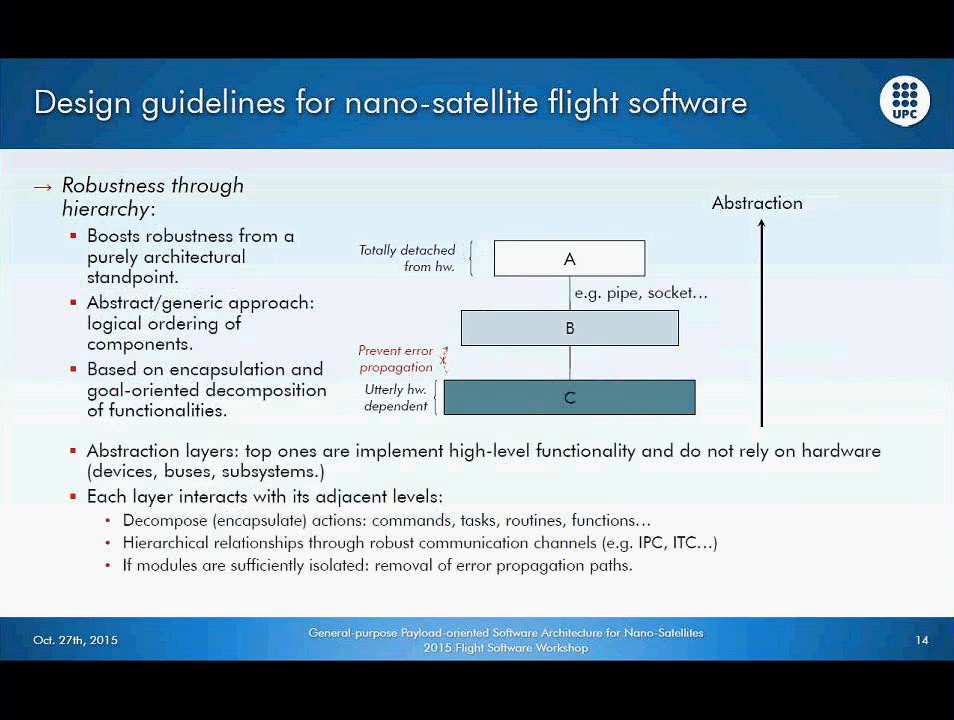 Design guidelines for nano-satellite flight software
UPC
→ Robustness through
hierarchy:
▪ Boosts robustness from a
purely architectural
standpoint.
▪ Abstract/generic approach:
logical ordering of
components.
▪ Based on encapsulation and
goal-oriented decomposition
of functionalities.
Abstraction
Totally detached
from hw.
A
e.g. pipe, socket...
B
Prevent error
propagation
Utterly hw.
dependent
C
▪ Abstraction layers: top ones are implement high-level functionality and do not rely on hardware
(devices, buses, subsystems.)
▪ Each layer interacts with its adjacent levels:
• Decompose (encapsulate) actions: commands, tasks, routines, functions...
• Hierarchical relationships through robust communication channels (e.g. IPC, ITC...)
• If modules are sufficiently isolated: removal of error propagation paths.
Oct. 27th, 2015
General-purpose Payload-oriented Software Architecture for Nano-Satellites
2015 Flight Software Workshop
14